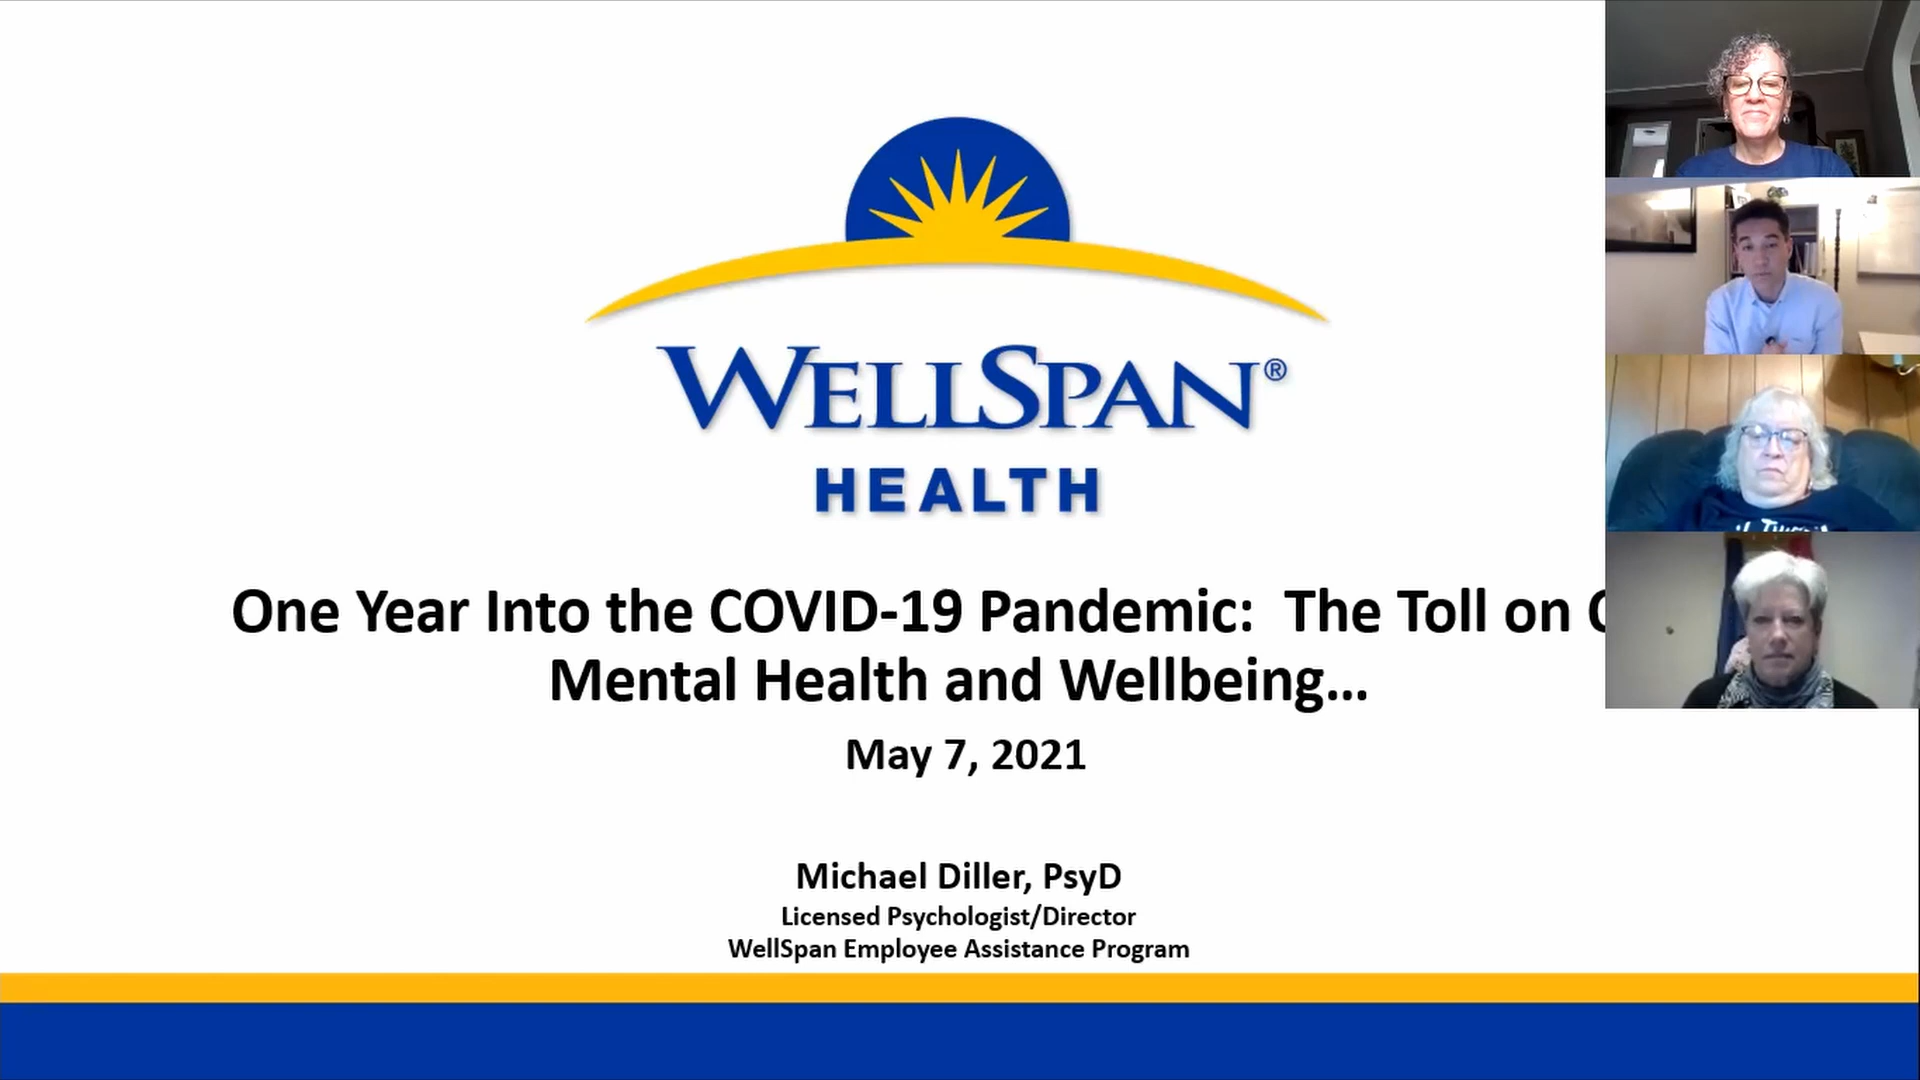 WELLSPAN®
HEALTH
One Year Into the COVID-19 Pandemic: The Toll on
Mental Health and Wellbeing...
May 7, 2021
Michael Diller, PsyD
Licensed Psychologist/Director
WellSpan Employee Assistance Program